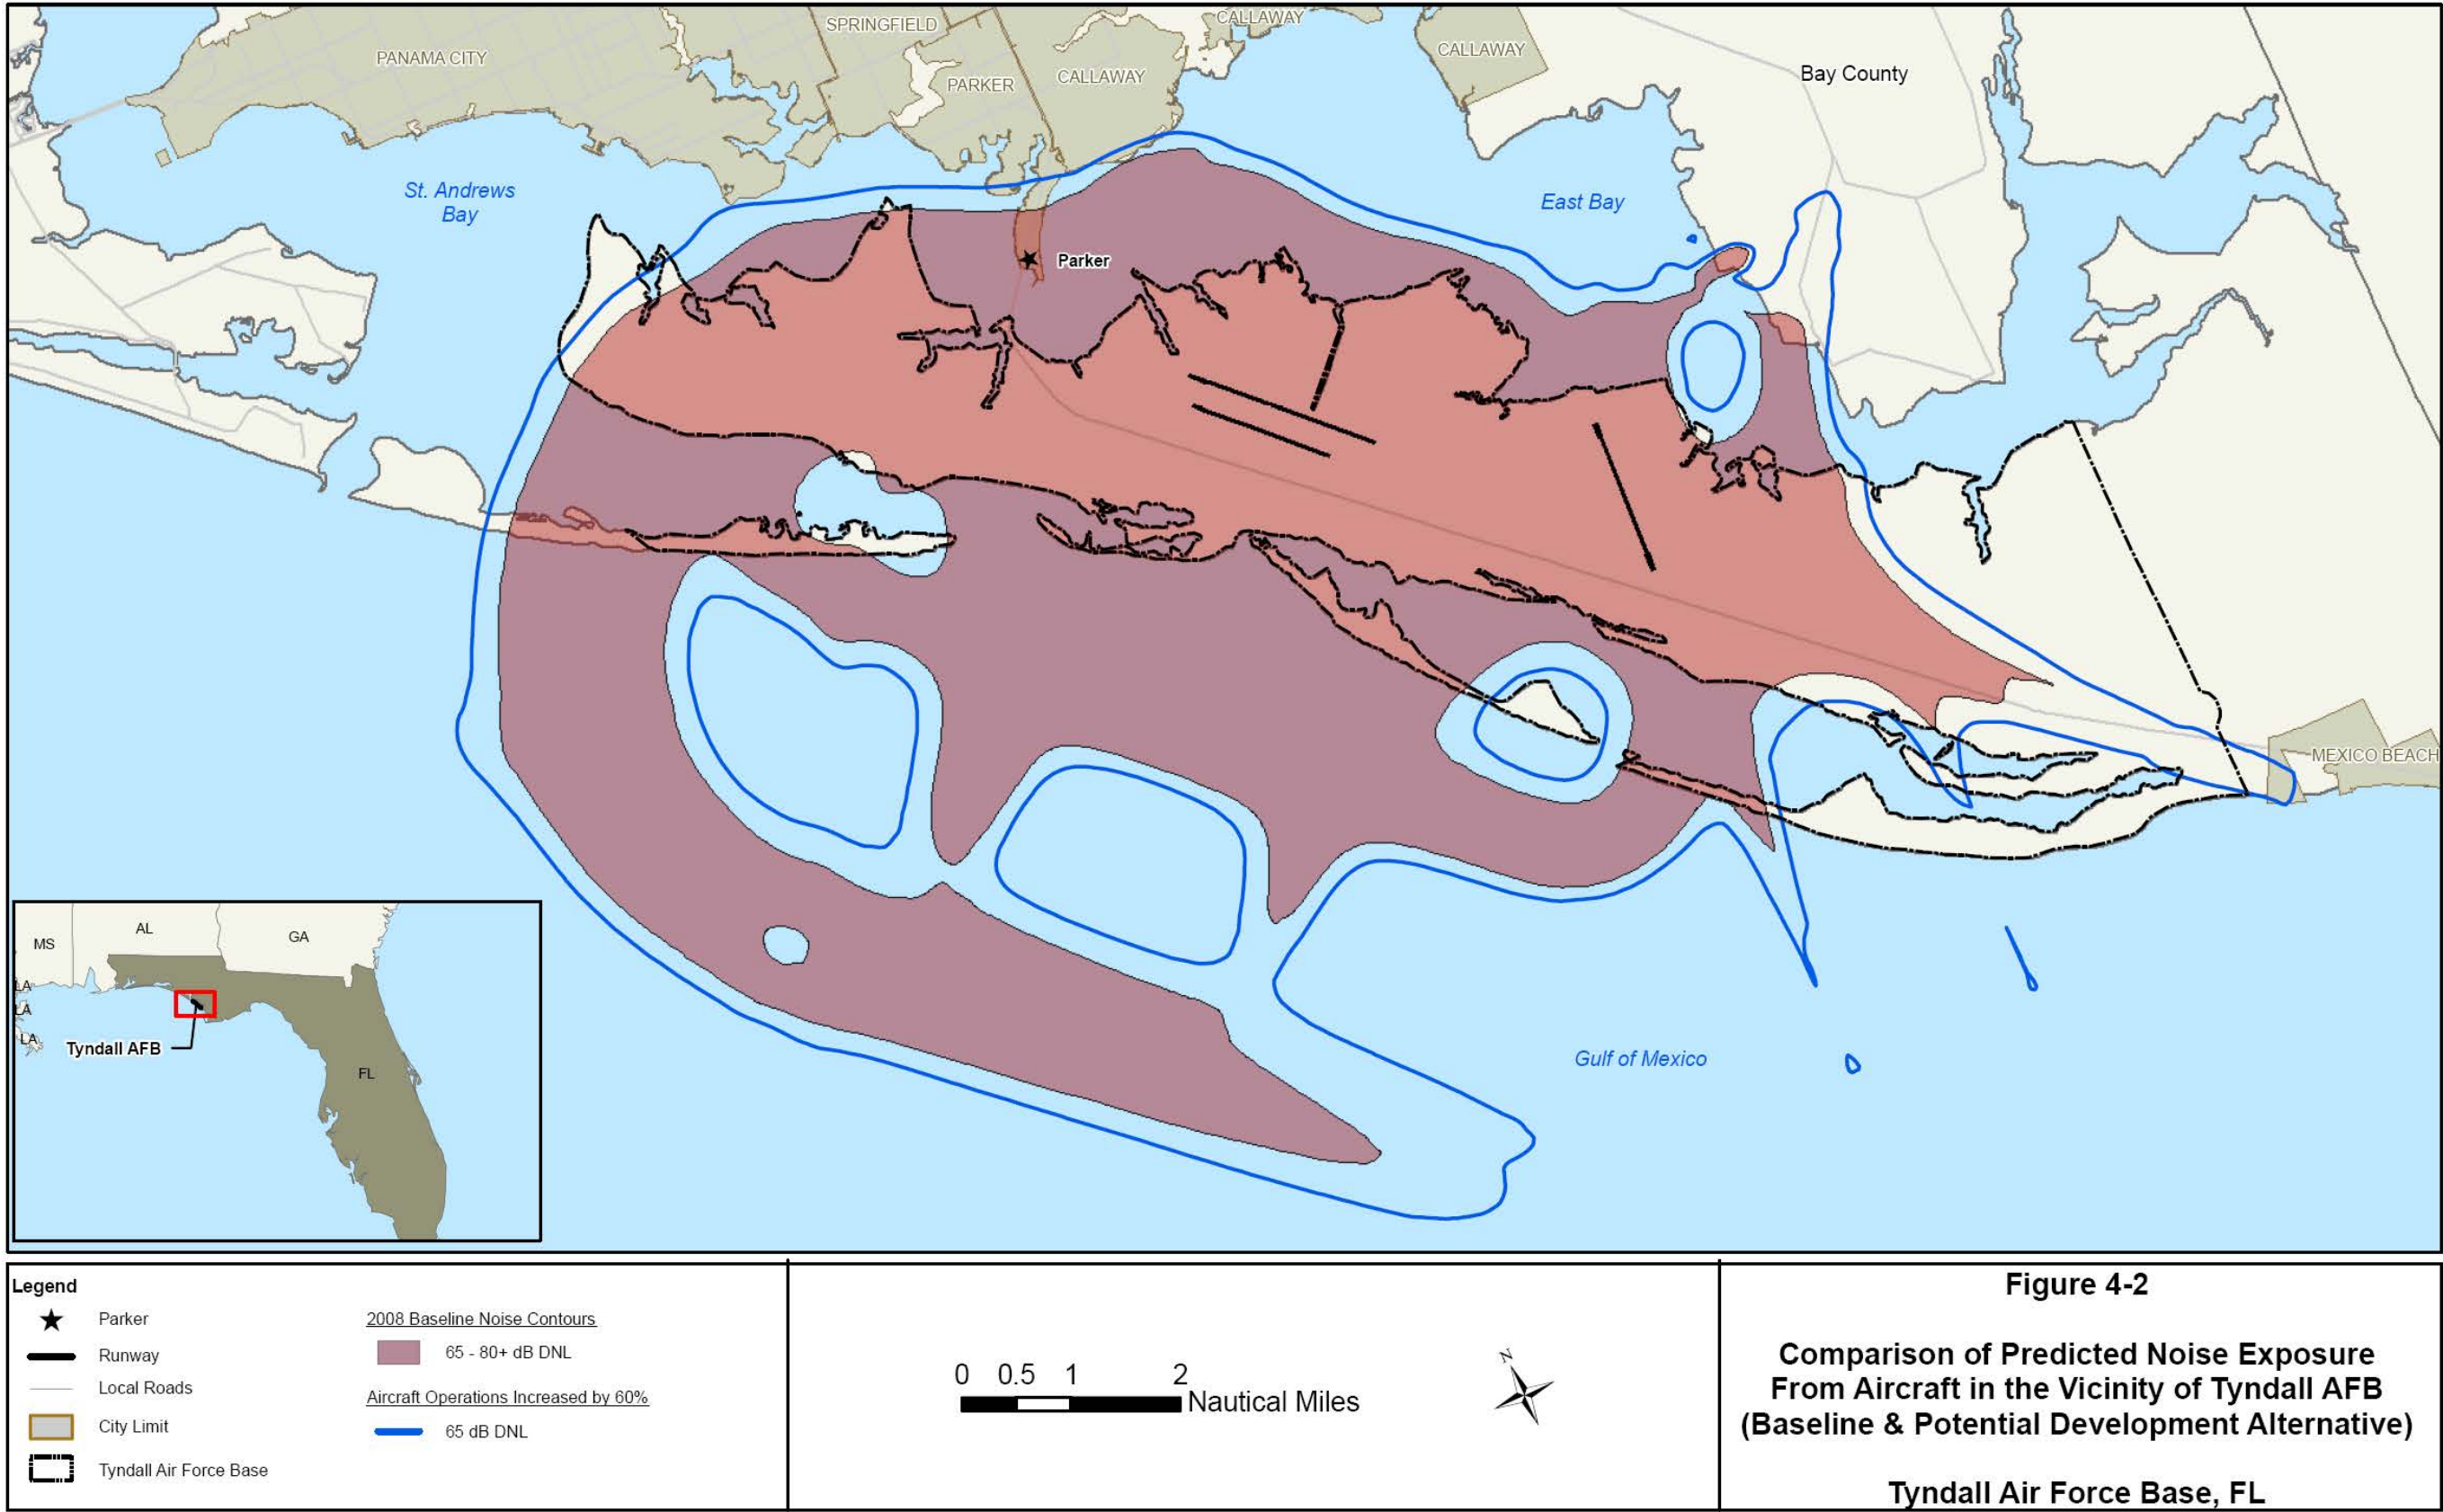 SPRINGFIELD
CALLAWAY
PANAMA CITY
PARKER
CALLAWAY
CALLAWAY
Bay County
St. Andrews
Bay
East Bay
Parker
MEXICO BEACH
Gulf of Mexico
MS
AL
GA
LA
LA
LA
Tyndall AFB
FL
Legend
Parker
Runway
Local Roads
City Limit
Tyndall Air Force Base
2008 Baseline Noise Contours
65 - 80+ dB DNL
Aircraft Operations Increased by 60%
65 dB DNL
0 0.5 1 2
Nautical Miles
N
Figure 4-2
Comparison of Predicted Noise Exposure
From Aircraft in the Vicinity of Tyndall AFB
(Baseline & Potential Development Alternative)
Tyndall Air Force Base, FL